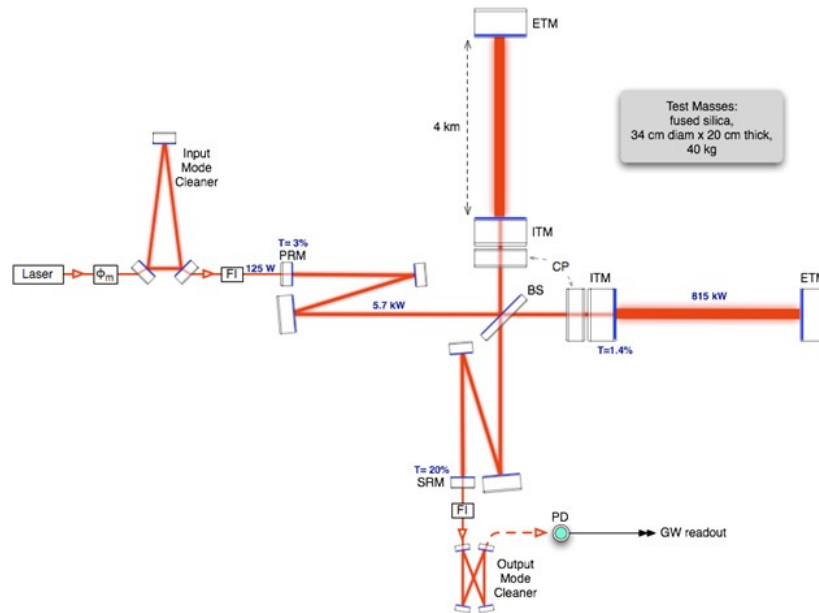 ETM
4 km
Test Masses:
fused silica,
34 cm diam x 20 cm thick,
40 kg
Input
Mode
Cleaner
ITM
T= 3%
PRM
CP
Laser
Φm
FI
125 W
BS
ITM
ETM
5.7 kW
815 kW
T=1.4%
T= 20%
SRM
FI
PD
GW readout
Output
Mode
Cleaner